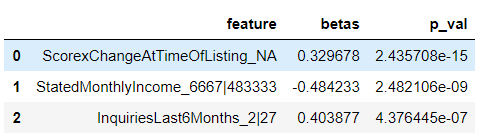 feature betas p_val
0 ScorexChangeAtTimeOfListing_NA 0.329678 2.435708e-15
1 StatedMonthlyIncome_6667|483333 -0.484233 2.482106e-09
2 InquiriesLast6Months_2|27 0.403877 4.376445e-07